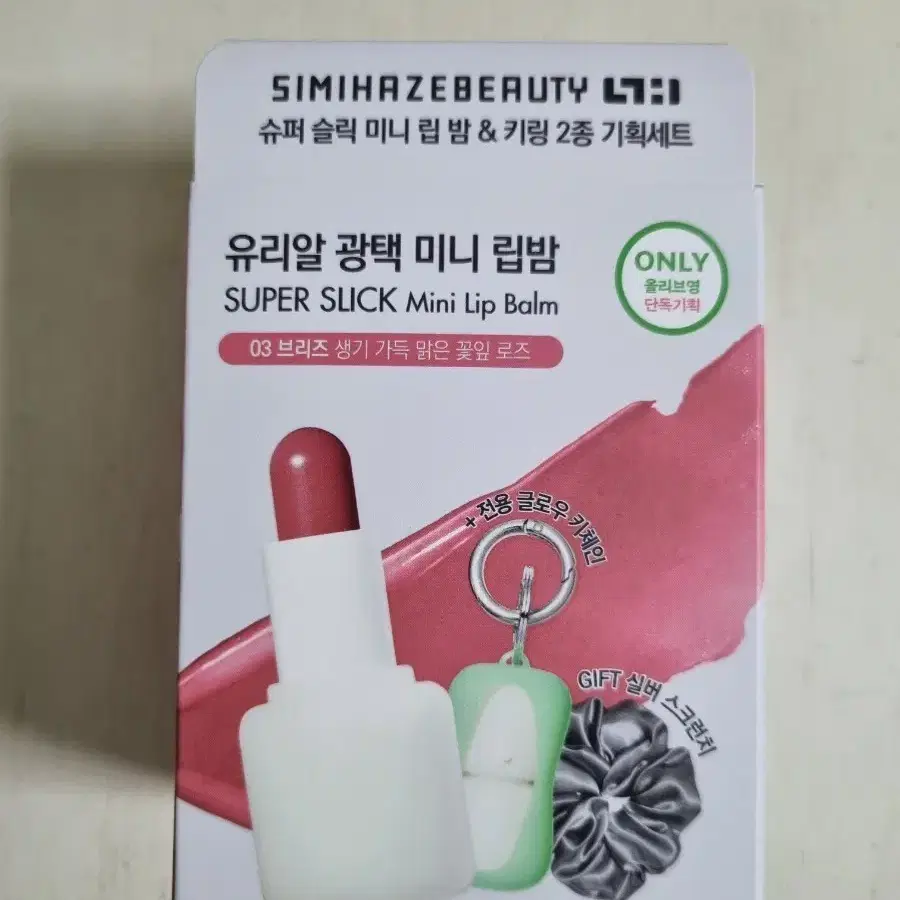 SIMIHAZEBEAUTY
슈퍼 슬릭 미니 립 밤 & 키링 2종 기획세트
유리알 광택 미니 립밤
SUPER SLICK Mini Lip Balm
03 브리즈 생기 가득 맑은 꽃잎 로즈
ONLY
올리브영
단독기획
+ 전용 글로우 키체인
GIFT 실버 스크런치